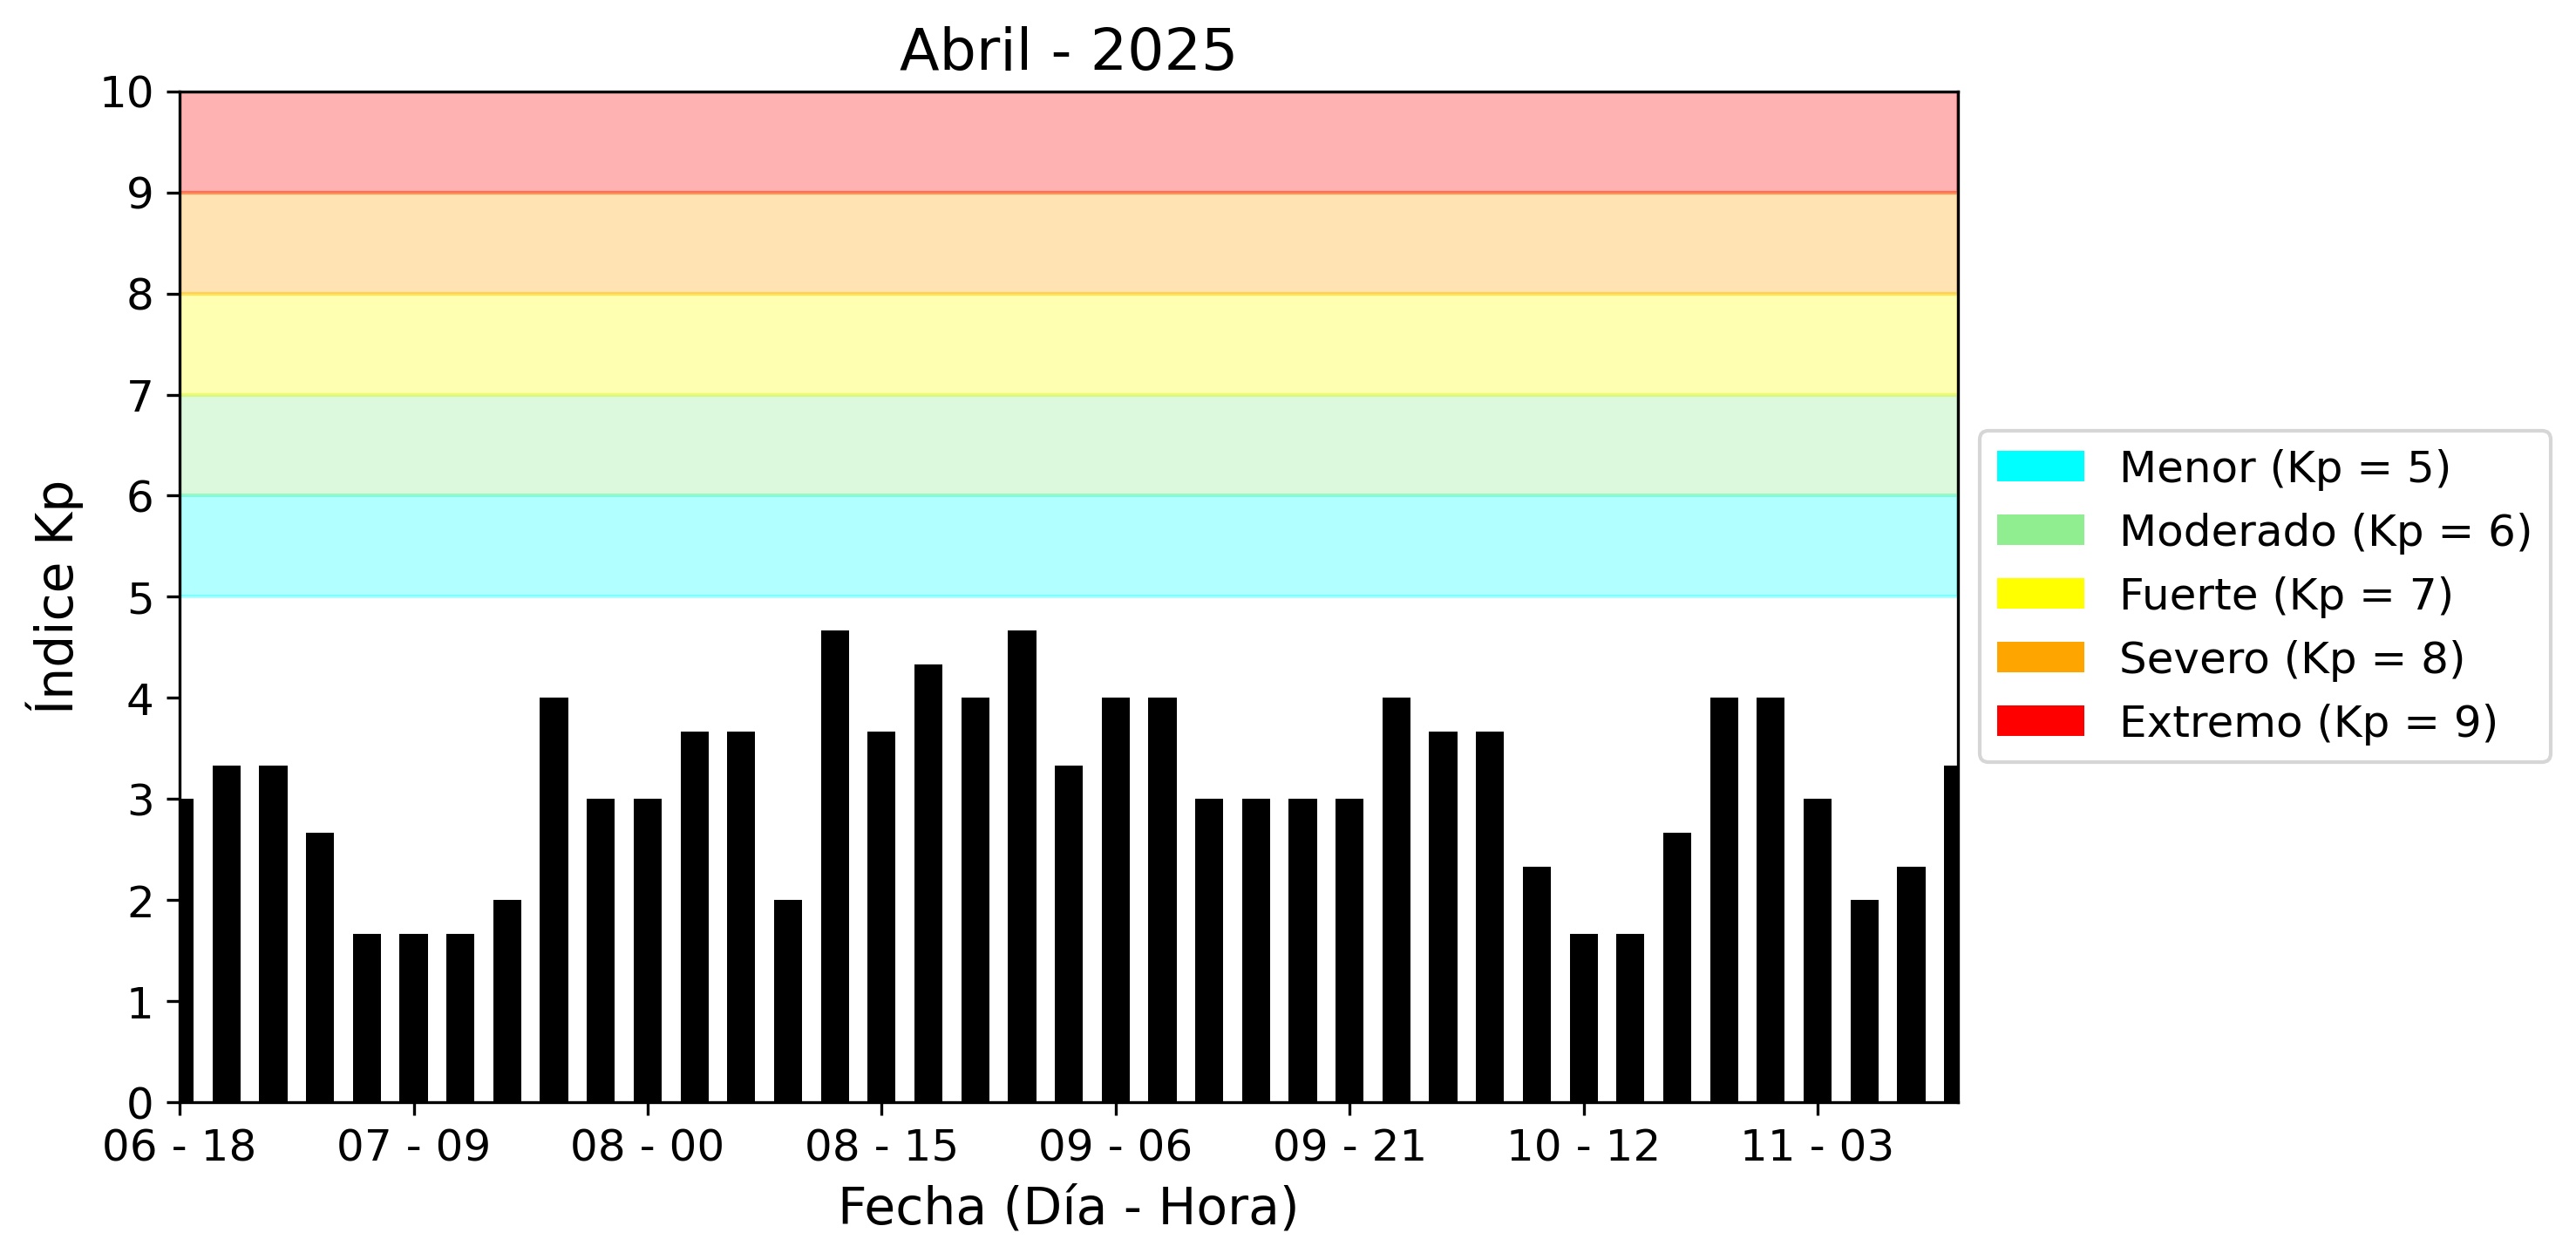 Abril - 2025
10
9
8
7
6
5
4
3
2
1
0
Índice Kp
06 - 18
07 - 09
08 - 00
08 - 15
09 - 06
09 - 21
10 - 12
11 - 03
Fecha (Día - Hora)
Menor (Kp = 5)
Moderado (Kp = 6)
Fuerte (Kp = 7)
Severo (Kp = 8)
Extremo (Kp = 9)